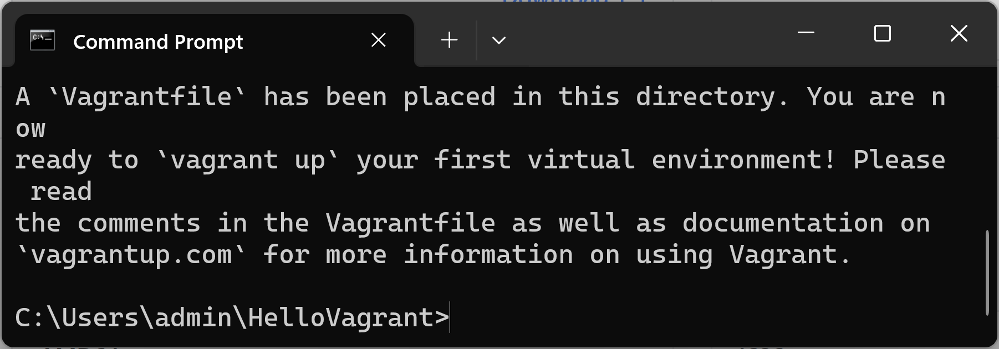 Command Prompt
A `Vagrantfile` has been placed in this directory. You are n
ow
ready to `vagrant up` your first virtual environment! Please
 read
the comments in the Vagrantfile as well as documentation on
`vagrantup.com` for more information on using Vagrant.
C:\Users\admin\HelloVagrant>